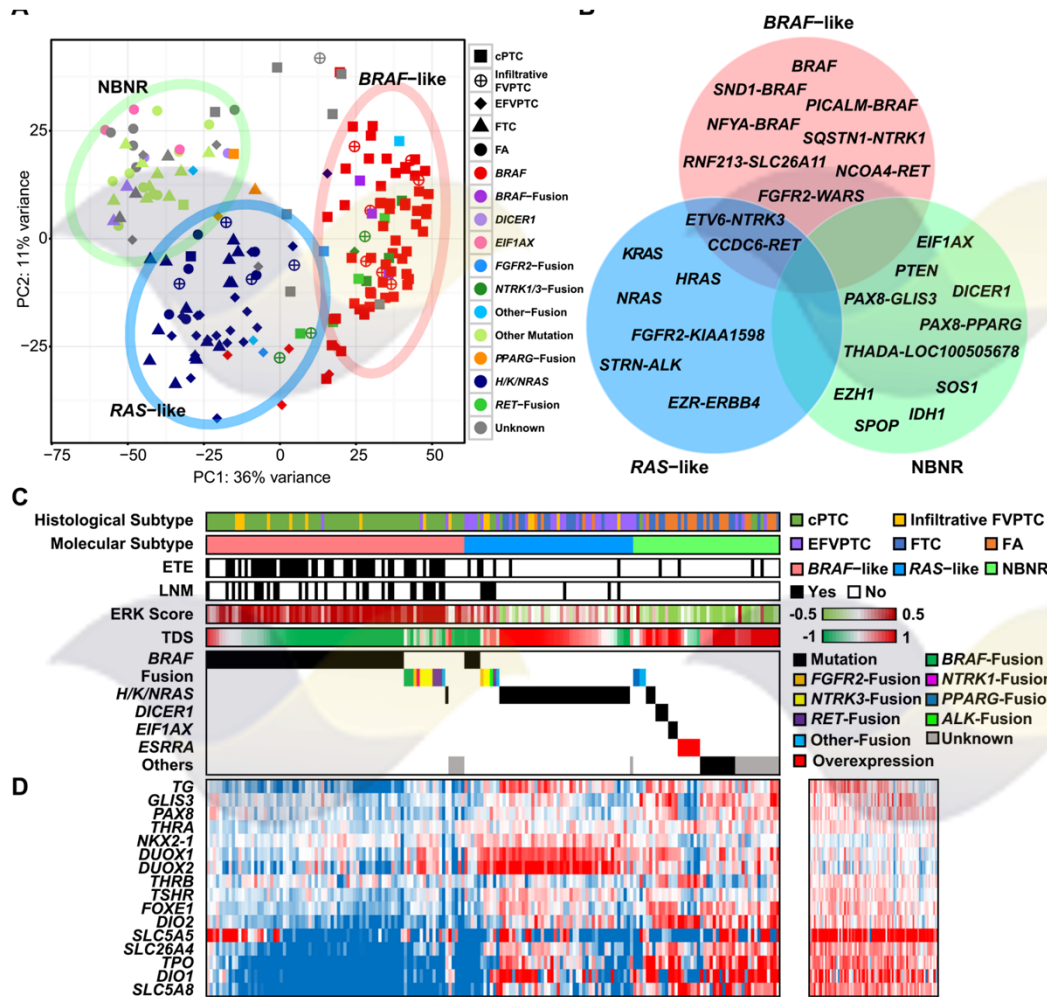 A
NBNR
BRAF-like
RAS-like
25
0
-25
PC2: 11% variance
-75
-50
-25
0
25
50
PC1: 36% variance
cPTC
Infiltrative
FVPTC
EFVPTC
FTC
FA
BRAF
BRAF-Fusion
DICER1
EIF1AX
FGFR2-Fusion
NTRK1/3-Fusion
Other-Fusion
Other Mutation
PPARG-Fusion
H/K/NRAS
RET-Fusion
Unknown
B
BRAF-like
BRAF
SND1-BRAF
PICALM-BRAF
NFYA-BRAF
SQSTN1-NTRK1
RNF213-SLC26A11
NCOA4-RET
FGFR2-WARS
ETV6-NTRK3
CCDC6-RET
KRAS
HRAS
NRAS
FGFR2-KIAA1598
STRN-ALK
EZR-ERBB4
EIF1AX
PTEN
PAX8-GLIS3
DICER1
PAX8-PPARG
THADA-LOC100505678
EZH1
SOS1
IDH1
SPOP
RAS-like
NBNR
C
Histological Subtype
Molecular Subtype
ETE
LNM
ERK Score
TDS
BRAF
Fusion
H/K/NRAS
DICER1
EIF1AX
ESRRA
Others
cPTC
Infiltrative FVPTC
EFVPTC
FTC
FA
BRAF-like
RAS-like
NBNR
Yes
No
-0.5
0.5
-1
1
Mutation
BRAF-Fusion
FGFR2-Fusion
NTRK1-Fusion
NTRK3-Fusion
PPARG-Fusion
RET-Fusion
ALK-Fusion
Other-Fusion
Unknown
Overexpression
D
TG
GLIS3
PAX8
THRA
NKX2-1
DUOX1
DUOX2
THRB
TSHR
FOXE1
DIO2
SLC5A5
SLC26A4
TPO
DIO1
SLC5A8